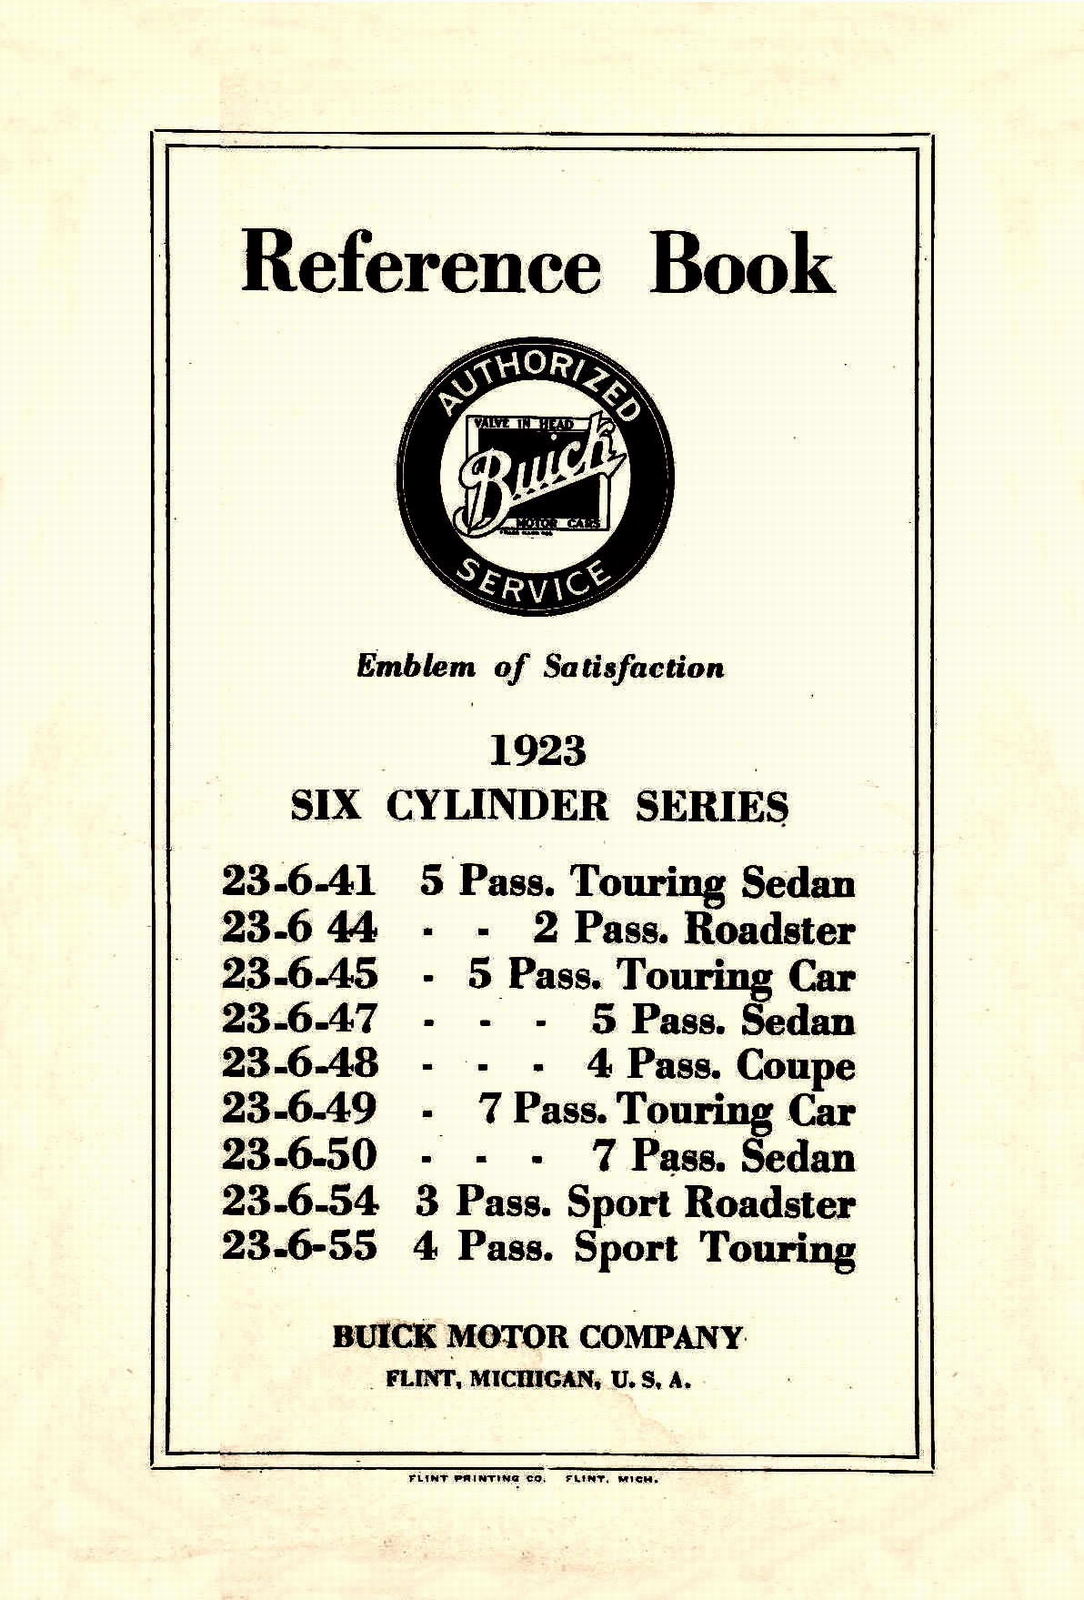 Reference Book
AUTHORIZED
VALVE IN HEAD
Buick
MOTOR CARS
SERVICE
Emblem of Satisfaction
1923
SIX CYLINDER SERIES
23-6-41 5 Pass. Touring Sedan
23-6 44 - - 2 Pass. Roadster
23-6-45 - 5 Pass. Touring Car
23-6-47 - - - 5 Pass. Sedan
23-6-48 - - - 4 Pass. Coupe
23-6-49 - 7 Pass. Touring Car
23-6-50 - - - 7 Pass. Sedan
23-6-54 3 Pass. Sport Roadster
23-6-55 4 Pass. Sport Touring
BUICK MOTOR COMPANY
FLINT, MICHIGAN, U. S. A.
FLINT PRINTING CO. FLINT, MICH.